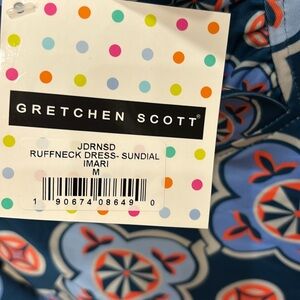 GRETCHEN SCOTT®
JDRNSD
RUFFNECK DRESS- SUNDIAL
IMARI
M
1 90674 08649 0